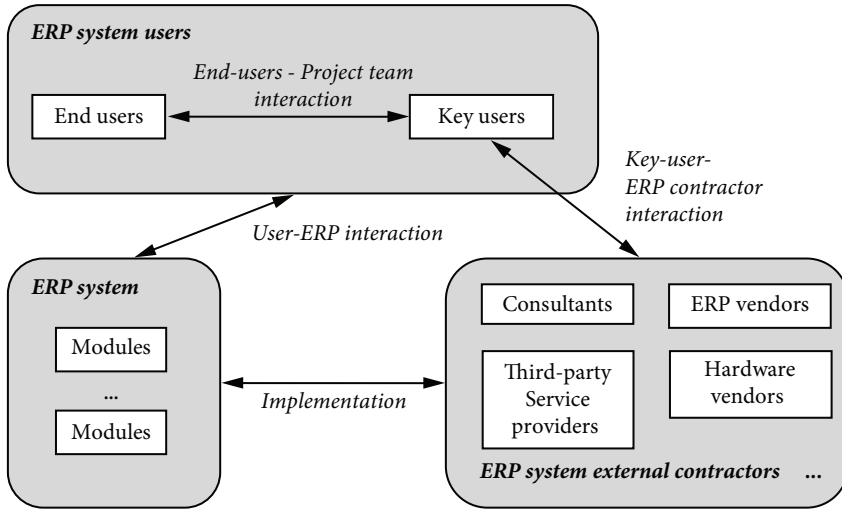 ERP system users
End-users - Project team
interaction
End users
Key users
Key-user-
ERP contractor
interaction
User-ERP interaction
ERP system
Modules
...
Modules
Implementation
Consultants
ERP vendors
Third-party
Service
providers
Hardware
vendors
ERP system external contractors ...